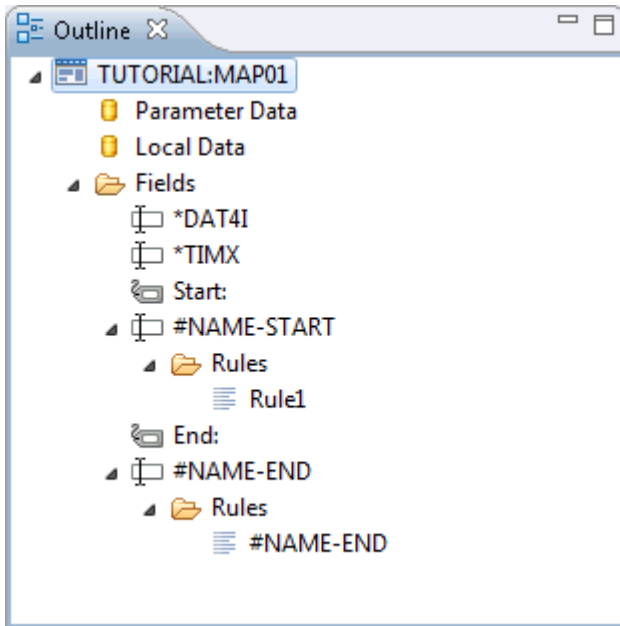 Outline
TUTORIAL:MAP01
Parameter Data
Local Data
Fields
*DAT4I
*TIMX
Start:
#NAME-START
Rules
Rule1
End:
#NAME-END
Rules
#NAME-END